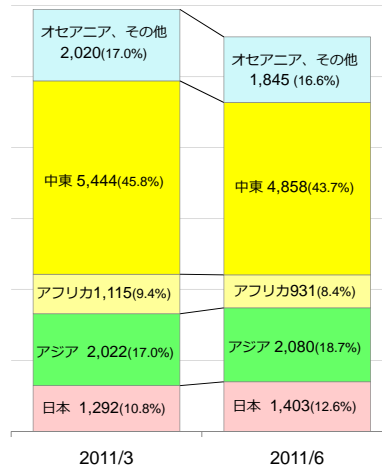 オセアニア、その他
2,020(17.0%)
中東 5,444(45.8%)
アフリカ1,115(9.4%)
アジア 2,022(17.0%)
日本 1,292(10.8%)
2011/3
オセアニア、その他
1,845 (16.6%)
中東 4,858(43.7%)
アフリカ931(8.4%)
アジア 2,080(18.7%)
日本 1,403(12.6%)
2011/6